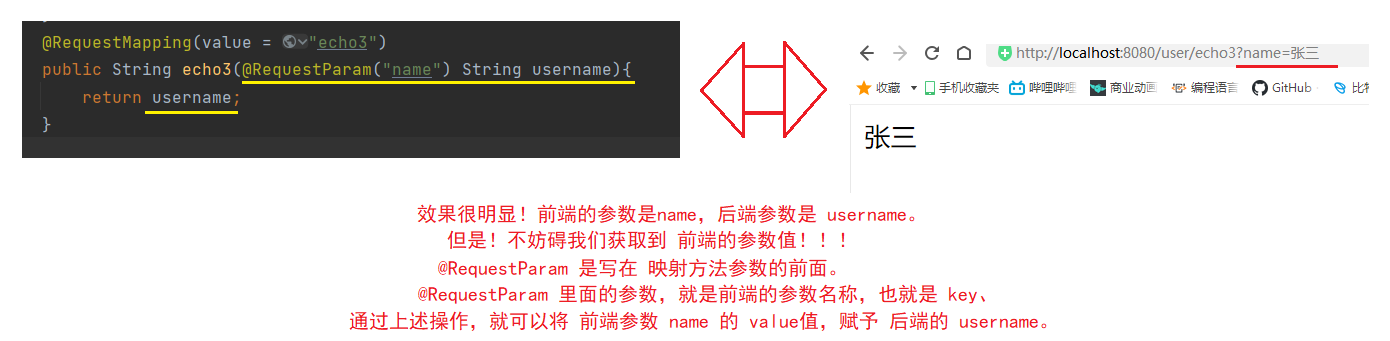 @RequestMapping(value = "echo3")
public String echo3(@RequestParam("name") String username){
return username;
}
http://localhost:8080/user/echo3?name=张三
收藏 手机收藏夹 哔哩哔哩 商业动画 编程语言 GitHub 比特
张三
效果很明显！前端的参数是name，后端参数是 username。
但是！不妨碍我们获取到 前端的参数值！！！
@RequestParam 是写在 映射方法参数的前面。
@RequestParam 里面的参数，就是前端的参数名称，也就是 key、
通过上述操作，就可以将 前端参数 name 的 value值，赋予 后端的 username。